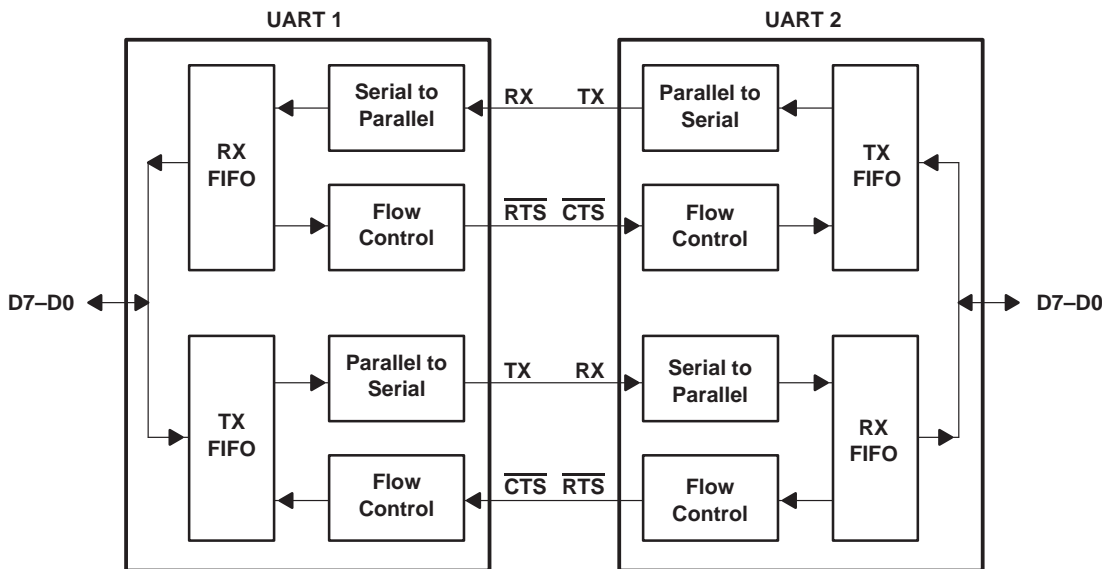 UART 1
UART 2
Serial to
Parallel
RX
TX
Parallel to
Serial
RX
FIFO
TX
FIFO
Flow
Control
RTS
CTS
Flow
Control
D7–D0
D7–D0
Parallel to
Serial
TX
RX
Serial to
Parallel
TX
FIFO
RX
FIFO
Flow
Control
CTS
RTS
Flow
Control